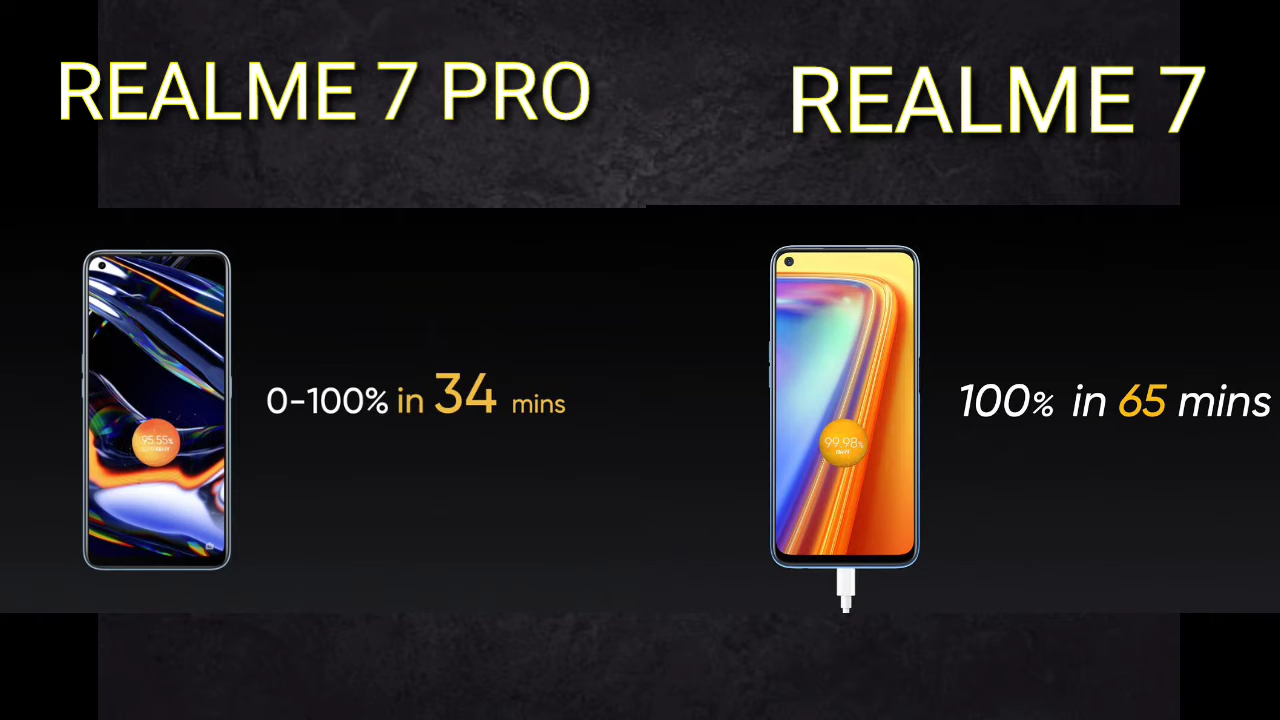 REALME 7 PRO
REALME 7
0-100% in 34 mins
95.55%
100% in 65 mins
99.98%